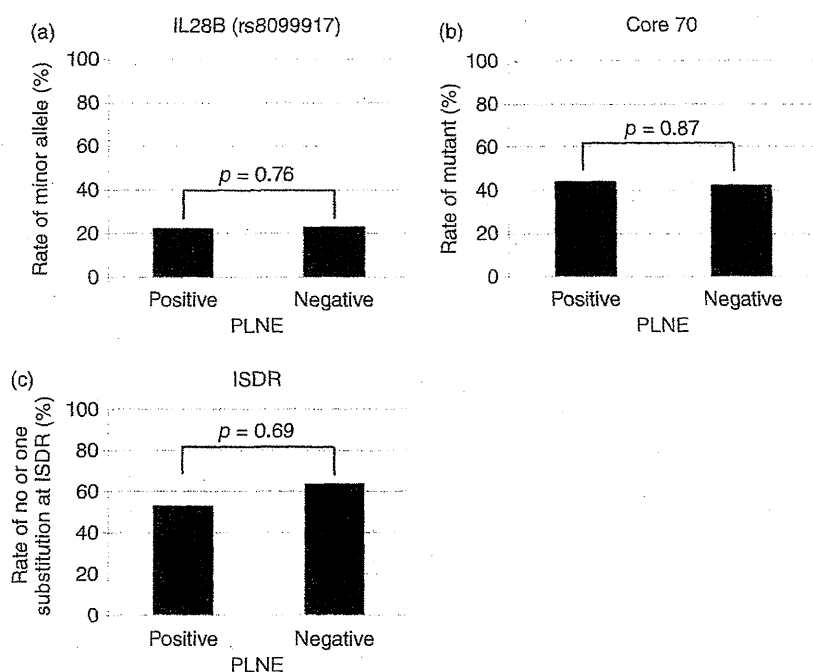 (a)
IL28B (rs8099917)
Rate of minor allele (%)
100
80
60
40
20
0
p = 0.76
Positive
Negative
PLNE
(b)
Core 70
Rate of mutant (%)
100
80
60
40
20
0
p = 0.87
Positive
Negative
PLNE
(c)
ISDR
Rate of no or one
substitution at ISDR (%)
100
80
60
40
20
0
p = 0.69
Positive
Negative
PLNE